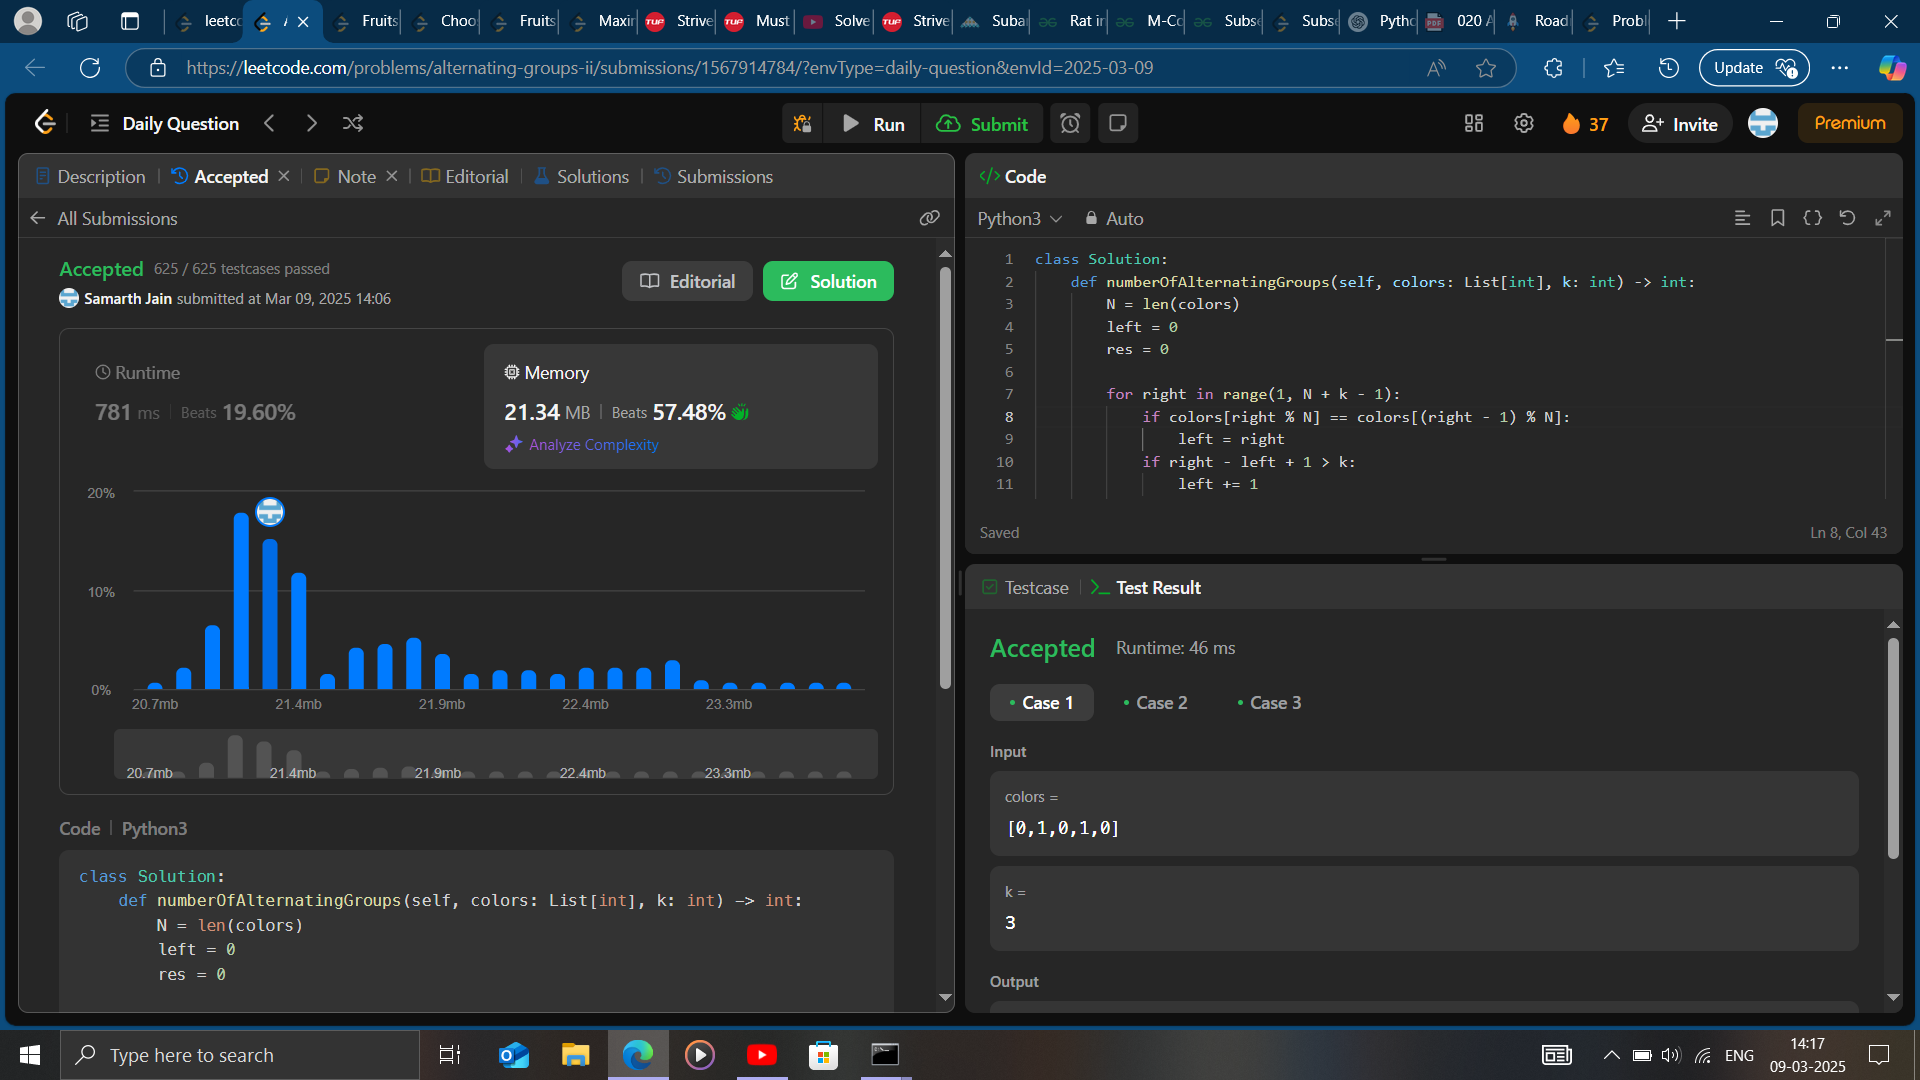 leetc
A
Fruits
Choo
Fruits
Maxir
TUF Strive
TUF Must
Solve
TUF Strive
Suba
Rat in
M-Co
Subse
Subse
Pytho
PDF 020 A
Road
Probl
https://leetcode.com/problems/alternating-groups-ii/submissions/1567914784/?envType=daily-question&envId=2025-03-09
Update
Daily Question
Run
Submit
37
Invite
Premium
Description
Accepted
Note
Editorial
Solutions
Submissions
All Submissions
Accepted 625 / 625 testcases passed
Samarth Jain submitted at Mar 09, 2025 14:06
Editorial
Solution
Runtime
781 ms | Beats 19.60%
Memory
21.34 MB | Beats 57.48%
Analyze Complexity
20%
10%
0%
20.7mb 21.4mb 21.9mb 22.4mb 23.3mb
20.7mb 21.4mb 21.9mb 22.4mb 23.3mb
Code | Python3
class Solution:
def numberOfAlternatingGroups(self, colors: List[int], k: int) -> int:
N = len(colors)
left = 0
res = 0
</> Code
Python3 Auto
1 class Solution:
2 def numberOfAlternatingGroups(self, colors: List[int], k: int) -> int:
3 N = len(colors)
4 left = 0
5 res = 0
6
7 for right in range(1, N + k - 1):
8 if colors[right % N] == colors[(right - 1) % N]:
9 left = right
10 if right - left + 1 > k:
11 left += 1
Saved
Ln 8, Col 43
Testcase
>_ Test Result
Accepted Runtime: 46 ms
Case 1
Case 2
Case 3
Input
colors =
[0,1,0,1,0]
k =
3
Output
Type here to search
ENG
14:17
09-03-2025